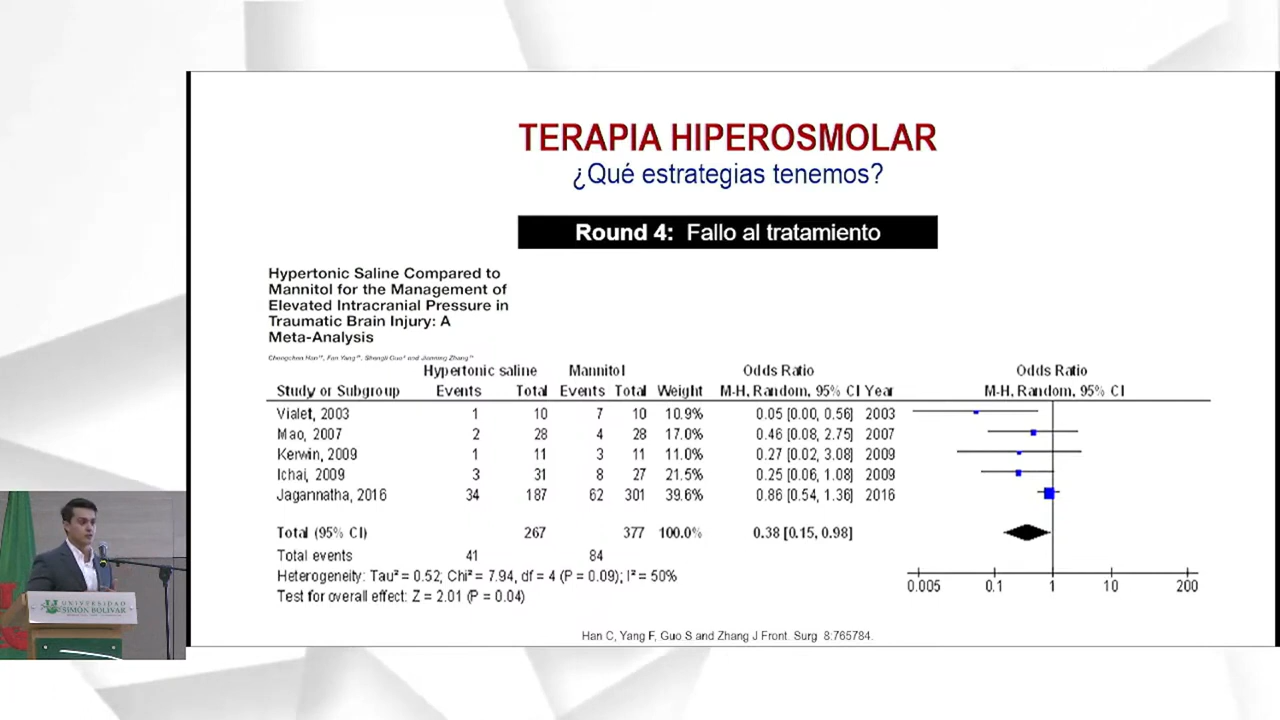 TERAPIA HIPEROSMOLAR
¿Qué estrategias tenemos?
Round 4: Fallo al tratamiento
Hypertonic Saline Compared to
Mannitol for the Management of
Elevated Intracranial Pressure in
Traumatic Brain Injury: A
Meta-Analysis
Hypertonic saline Mannitol Odds Ratio Odds Ratio
Study or Subgroup Events Total Events Total Weight M-H, Random, 95% CI Year M-H, Random, 95% CI
Vialet, 2003 1 10 7 10 10.9% 0.05 [0.00, 0.56] 2003
Mao, 2007 2 28 4 28 17.0% 0.46 [0.08, 2.75] 2007
Kerwin, 2009 1 11 3 11 11.0% 0.27 [0.02, 3.08] 2009
Ichai, 2009 3 31 8 27 21.5% 0.25 [0.06, 1.08] 2009
Jagannatha, 2016 34 187 62 301 39.6% 0.86 [0.54, 1.36] 2016
Total (95% CI) 267 377 100.0% 0.38 [0.15, 0.98]
Total events 41 84
Heterogeneity: Tau² = 0.52; Chi² = 7.94, df = 4 (P = 0.09); I² = 50%
Test for overall effect: Z = 2.01 (P = 0.04)
0.005 0.1 1 10 200
Han C, Yang F, Guo S and Zhang J Front. Surg 8:765784.
UNIVERSIDAD
SIMÓN BOLÍVAR